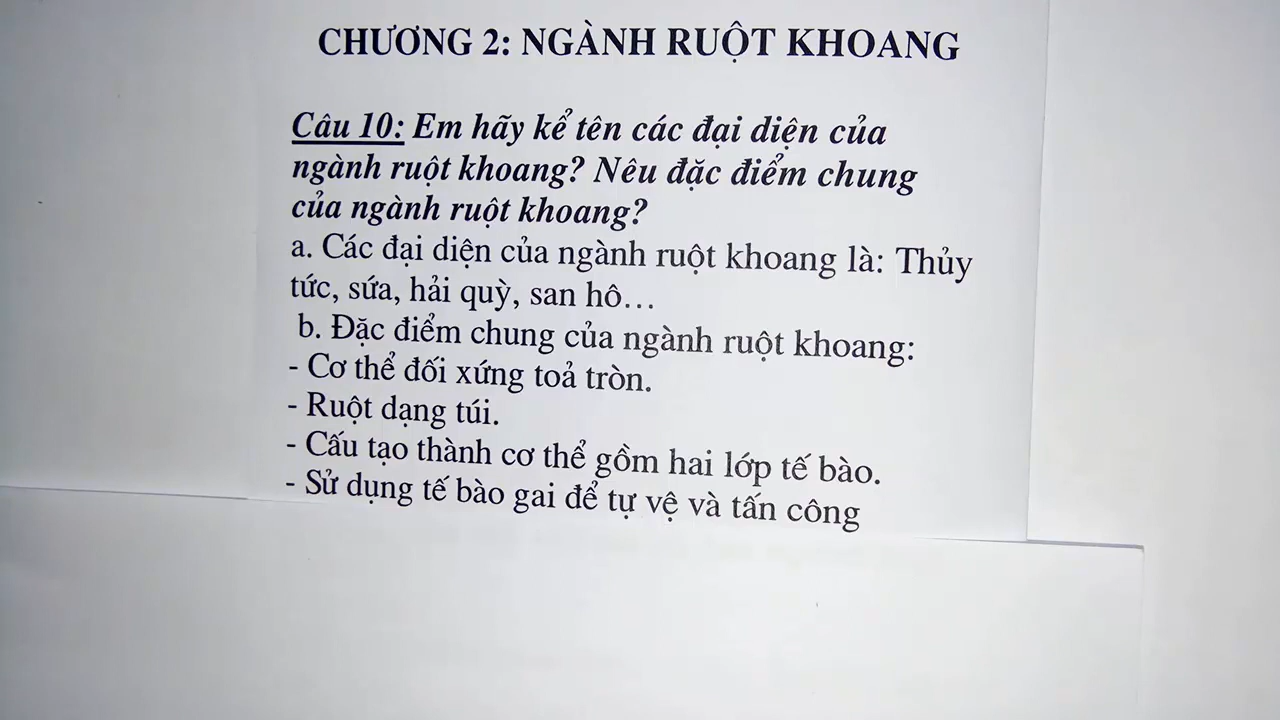 CHƯƠNG 2: NGÀNH RUỘT KHOANG
Câu 10: Em hãy kể tên các đại diện của
ngành ruột khoang? Nêu đặc điểm chung
của ngành ruột khoang?
a. Các đại diện của ngành ruột khoang là: Thủy
tức, sứa, hải quỳ, san hô…
b. Đặc điểm chung của ngành ruột khoang:
- Cơ thể đối xứng toả tròn.
- Ruột dạng túi.
- Cấu tạo thành cơ thể gồm hai lớp tế bào.
- Sử dụng tế bào gai để tự vệ và tấn công